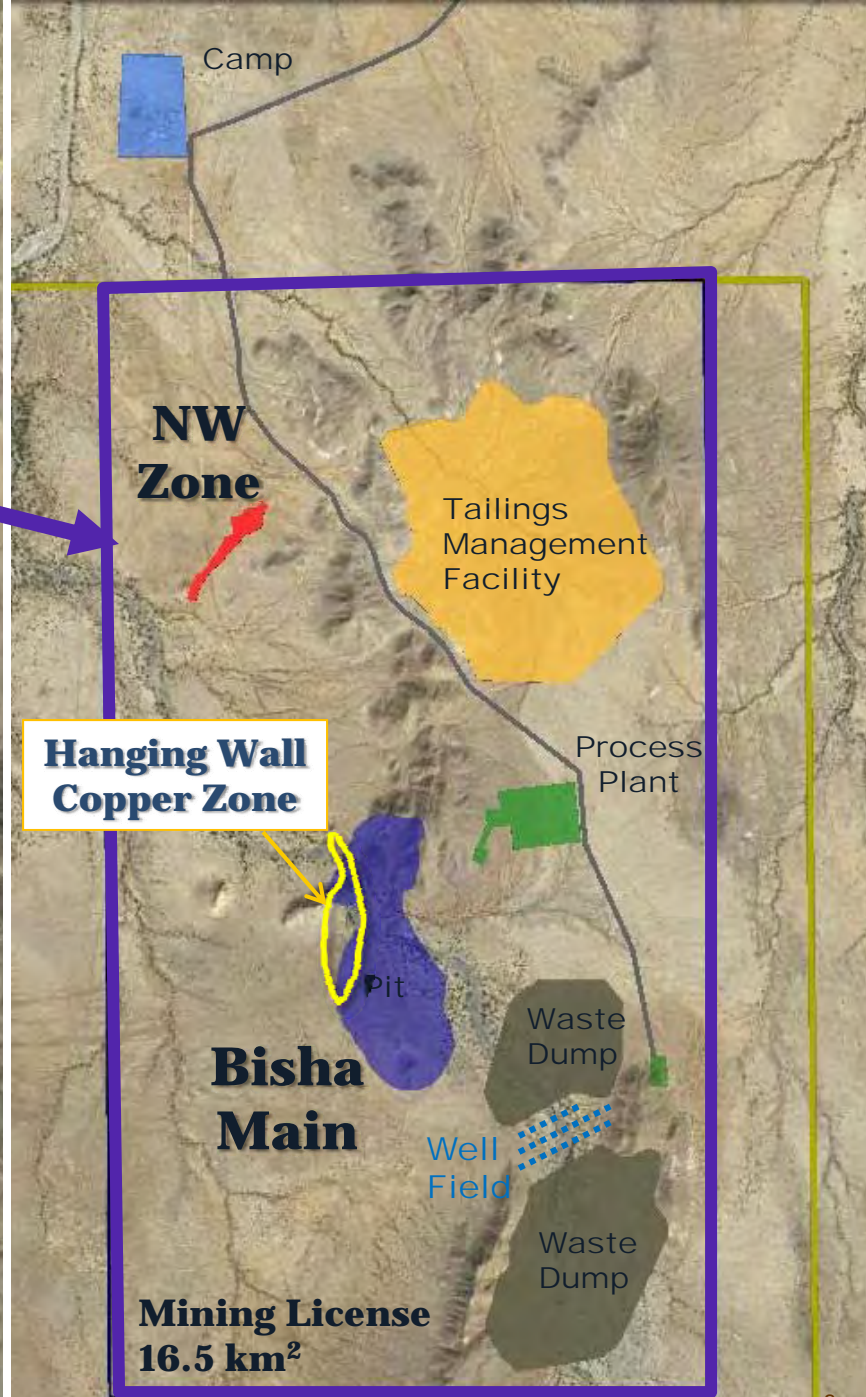 Camp
NW
Zone
Tailings
Management
Facility
Hanging Wall
Copper Zone
Process
Plant
Pit
Waste
Dump
Bisha
Main
Well
Field
Waste
Dump
Mining License
16.5 km²